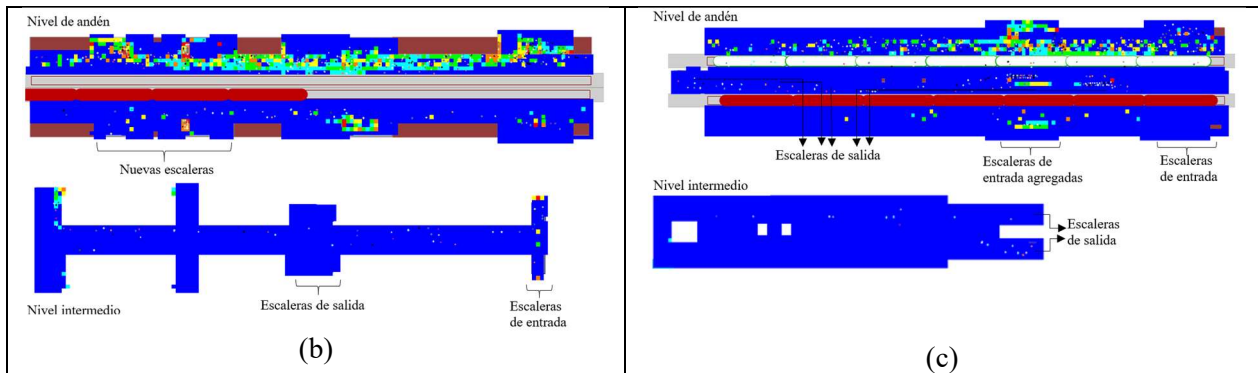 Nivel de andén
Nuevas escaleras
Escaleras de salida
Escaleras
de entrada
Nivel intermedio
(b)
Nivel de andén
Escaleras de salida
Escaleras de
entrada agregadas
Escaleras
de entrada
Nivel intermedio
Escaleras
de salida
(c)